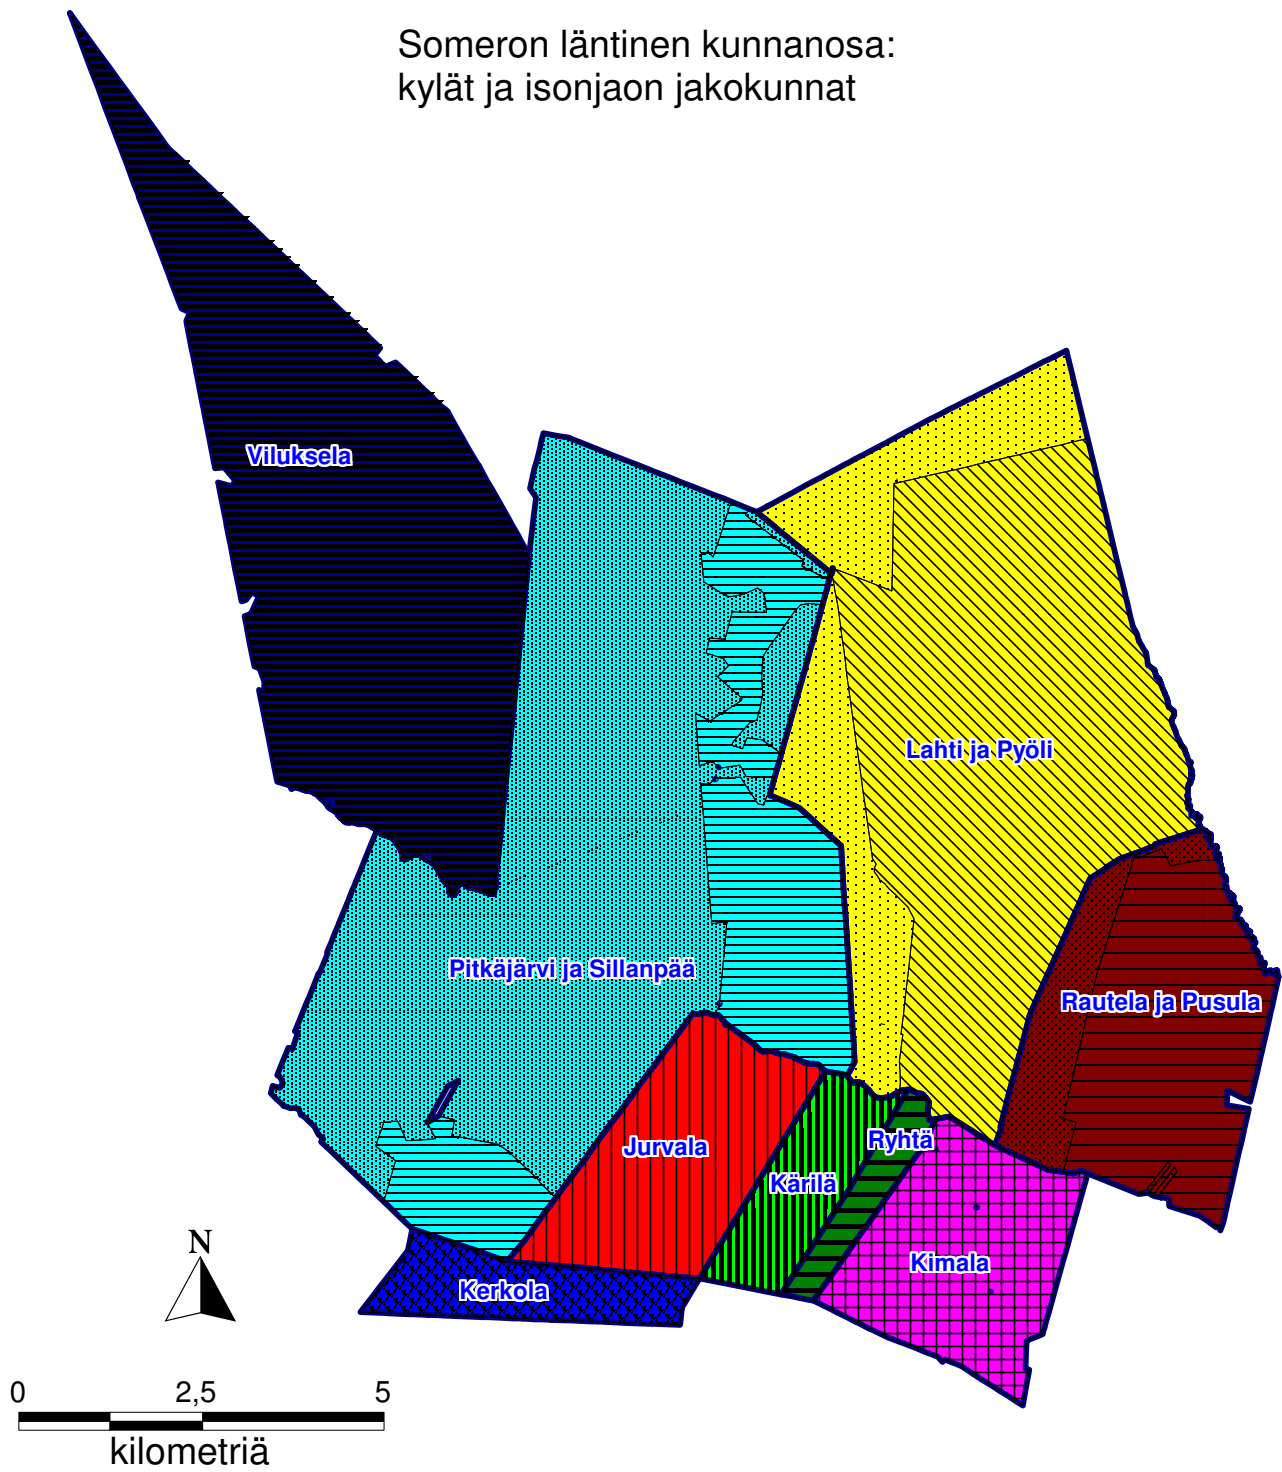 Someron läntinen kunnanosa:
kylät ja isonjaon jakokunnat
Viluksela
Lahti ja Pyöli
Pitkäjärvi ja Sillanpää
Rautela ja Pusula
Jurvala
Ryhtä
Kärilä
Kimala
Kerkola
N
0 2,5 5
kilometriä